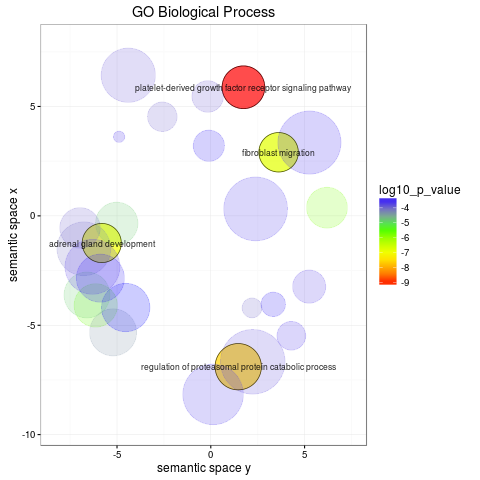 GO Biological Process
platelet-derived growth factor receptor signaling pathway
5
fibroblast migration
log10_p_value
-4
-5
-6
-7
-8
-9
semantic space x
0
adrenal gland development
-5
regulation of proteasomal protein catabolic process
-10
-5 0 5
semantic space y